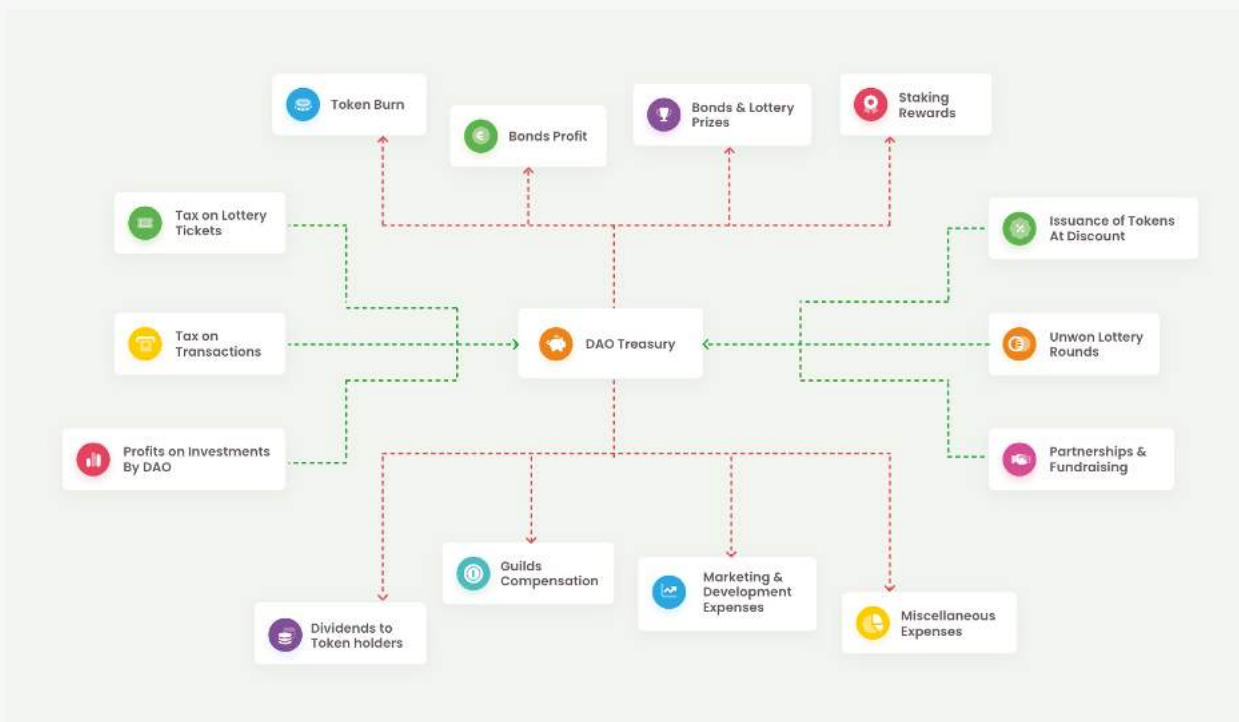 Token Burn
Bonds Profit
Bonds & Lottery
Prizes
Staking
Rewards
Tax on Lottery
Tickets
Issuance of Tokens
At Discount
Tax on
Transactions
DAO Treasury
Unwon Lottery
Rounds
Profits on Investments
By DAO
Partnerships &
Fundraising
Guilds
Compensation
Marketing &
Development
Expenses
Dividends to
Token holders
Miscellaneous
Expenses